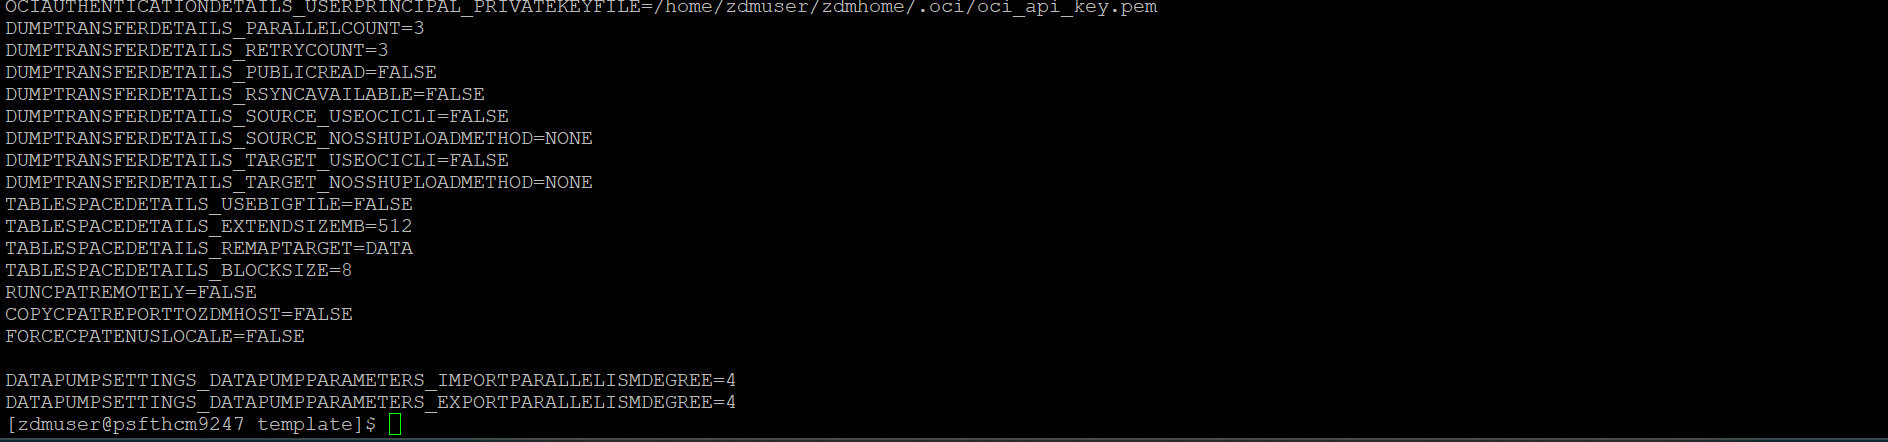 OCIAUTHENTICATIONDETAILS_USERPRINCIPAL_PRIVATEKEYFILE=/home/zdmuser/zdmhome/.oci/oci_api_key.pem
DUMPTRANSFERDETAILS_PARALLELCOUNT=3
DUMPTRANSFERDETAILS_RETRYCOUNT=3
DUMPTRANSFERDETAILS_PUBLICREAD=FALSE
DUMPTRANSFERDETAILS_RSYNCAVAILABLE=FALSE
DUMPTRANSFERDETAILS_SOURCE_USEOCICLI=FALSE
DUMPTRANSFERDETAILS_SOURCE_NOSSHUPLOADMETHOD=NONE
DUMPTRANSFERDETAILS_TARGET_USEOCICLI=FALSE
DUMPTRANSFERDETAILS_TARGET_NOSSHUPLOADMETHOD=NONE
TABLESPACEDETAILS_USEBIGFILE=FALSE
TABLESPACEDETAILS_EXTENDSIZEMB=512
TABLESPACEDETAILS_REMAPTARGET=DATA
TABLESPACEDETAILS_BLOCKSIZE=8
RUNCPATREMOTELY=FALSE
COPYCPATREPORTTOZDMHOST=FALSE
FORCECPATENUSLOCALE=FALSE
DATAPUMPSETTINGS_DATAPUMPPARAMETERS_IMPORTPARALLELISMDEGREE=4
DATAPUMPSETTINGS_DATAPUMPPARAMETERS_EXPORTPARALLELISMDEGREE=4
[zdmuser@psfthcm9247 template]$